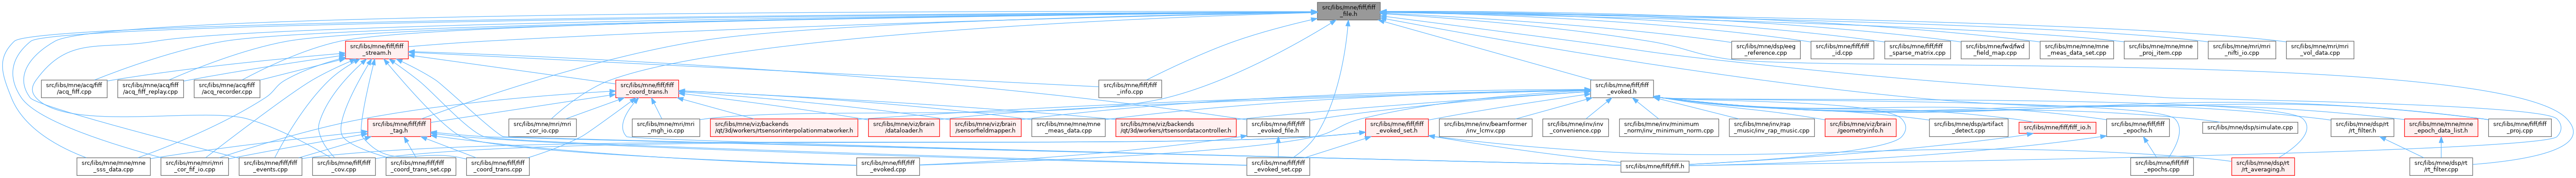 src/libs/mne/fiff/fiff
_file.h
src/libs/mne/fiff/fiff
_stream.h
src/libs/mne/dsp/eeg
_reference.cpp
src/libs/mne/fiff/fiff
_id.cpp
src/libs/mne/fiff/fiff
_sparse_matrix.cpp
src/libs/mne/fwd/fwd
_field_map.cpp
src/libs/mne/mne/mne
_meas_data_set.cpp
src/libs/mne/mne/mne
_proj_item.cpp
src/libs/mne/mri/mri
_nifti_io.cpp
src/libs/mne/mri/mri
_vol_data.cpp
src/libs/mne/acq/fiff
/acq_fiff.cpp
src/libs/mne/acq/fiff
/acq_fiff_replay.cpp
src/libs/mne/acq/fiff
/acq_recorder.cpp
src/libs/mne/fiff/fiff
_coord_trans.h
src/libs/mne/fiff/fiff
_info.cpp
src/libs/mne/fiff/fiff
_evoked.h
src/libs/mne/fiff/fiff
_tag.h
src/libs/mne/mri/mri
_cor_io.cpp
src/libs/mne/mri/mri
_mgh_io.cpp
src/libs/mne/viz/backends
/qt/3d/workers/rtsensorinterpolationmatworker.h
src/libs/mne/viz/brain
/dataloader.h
src/libs/mne/viz/brain
/sensorfieldmapper.h
src/libs/mne/mne/mne
_meas_data.cpp
src/libs/mne/viz/backends
/qt/3d/workers/rtsensordatacontroller.h
src/libs/mne/fiff/fiff
_evoked_file.h
src/libs/mne/fiff/fiff
_evoked_set.h
src/libs/mne/inv/beamformer
/inv_lcmv.cpp
src/libs/mne/inv/inv
_convenience.cpp
src/libs/mne/inv/minimum
_norm/inv_minimum_norm.cpp
src/libs/mne/inv/rap
_music/inv_rap_music.cpp
src/libs/mne/viz/brain
/geometryinfo.h
src/libs/mne/dsp/artifact
_detect.cpp
src/libs/mne/fiff/fiff_io.h
src/libs/mne/fiff/fiff
_epochs.h
src/libs/mne/dsp/simulate.cpp
src/libs/mne/dsp/rt
/rt_filter.h
src/libs/mne/mne/mne
_epoch_data_list.h
src/libs/mne/fiff/fiff
_proj.cpp
src/libs/mne/mne/mne
_sss_data.cpp
src/libs/mne/mri/mri
_cor_fif_io.cpp
src/libs/mne/fiff/fiff
_events.cpp
src/libs/mne/fiff/fiff
_cov.cpp
src/libs/mne/fiff/fiff
_coord_trans_set.cpp
src/libs/mne/fiff/fiff
_coord_trans.cpp
src/libs/mne/fiff/fiff
_evoked.cpp
src/libs/mne/fiff/fiff
_evoked_set.cpp
src/libs/mne/fiff/fiff.h
src/libs/mne/fiff/fiff
_epochs.cpp
src/libs/mne/dsp/rt
/rt_averaging.h
src/libs/mne/dsp/rt
/rt_filter.cpp